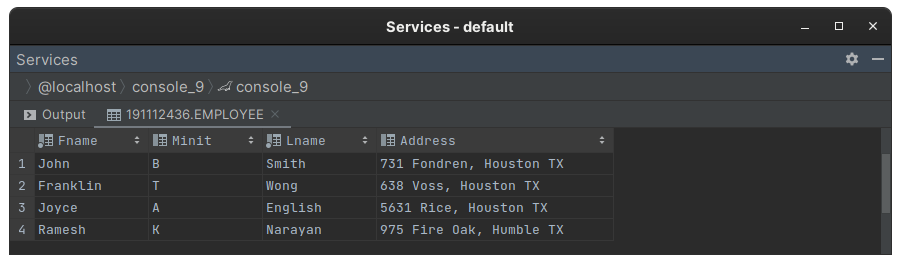 Services - default
Services
@localhost console_9 console_9
Output 191112436.EMPLOYEE
Fname Minit Lname Address
1 John B Smith 731 Fondren, Houston TX
2 Franklin T Wong 638 Voss, Houston TX
3 Joyce A English 5631 Rice, Houston TX
4 Ramesh K Narayan 975 Fire Oak, Humble TX